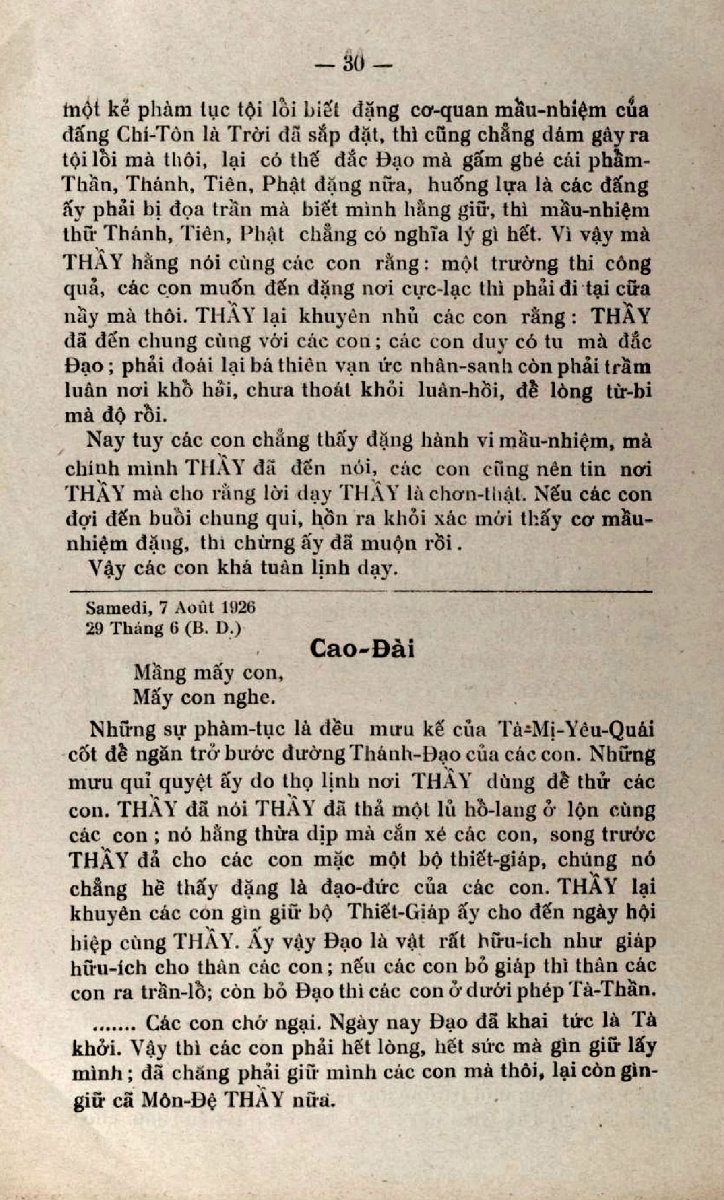 — 30 —
một kẻ phàm tục tội lỗi biết đặng cơ-quan mầu-nhiệm của
đấng Chí-Tôn là Trời đã sắp đặt, thì cũng chẳng dám gây ra
tội lỗi mà thôi, lại có thế đắc Đạo mà gấm ghé cái phẩm-
Thần, Thánh, Tiên, Phật đặng nữa, huống lựa là các đấng
ấy phải bị đọa trần mà biết mình hằng giữ, thì mầu-nhiệm
thữ Thánh, Tiên, Phật chẳng có nghĩa lý gì hết. Vì vậy mà
THẦY hằng nói cùng các con rằng: một trường thi công
quả, các con muốn đến đặng nơi cực-lạc thì phải đi tại cữa
nầy mà thôi. THẦY lại khuyên nhủ các con rằng: THẦY
đã đến chung cùng với các con; các con duy có tu mà đắc
Đạo; phải đoái lại bá thiên vạn ức nhân-sanh còn phải trầm
luân nơi khổ hải, chưa thoát khỏi luân-hồi, để lòng từ-bi
mà độ rỗi.
Nay tuy các con chẳng thấy đặng hành vi mầu-nhiệm, mà
chính mình THẦY đã đến nói, các con cũng nên tin nơi
THẦY mà cho rằng lời dạy THẦY là chơn-thật. Nếu các con
đợi đến buổi chung qui, hồn ra khỏi xác mới thấy cơ mầu-
nhiệm đặng, thì chừng ấy đã muộn rồi.
Vậy các con khá tuân lịnh dạy.
Samedi, 7 Août 1926
29 Tháng 6 (B. D.)
Cao-Đài
Mầng mấy con,
Mấy con nghe.
Những sự phàm-tục là đều mưu kế của Tà-Mị-Yêu-Quái
cốt để ngăn trở bước đường Thánh-Đạo của các con. Những
mưu quỉ quyệt ấy do thọ lịnh nơi THẦY dùng để thử các
con. THẦY đã nói THẦY đã thả một lủ hổ-lang ở lộn cùng
các con; nó hằng thừa dịp mà cắn xé các con, song trước
THẦY đả cho các con mặc một bộ thiết-giáp, chúng nó
chẳng hề thấy đặng là đạo-đức của các con. THẦY lại
khuyên các con gìn giữ bộ Thiết-Giáp ấy cho đến ngày hội
hiệp cùng THẦY. Ấy vậy Đạo là vật rất hữu-ích như giáp
hữu-ích cho thân các con; nếu các con bỏ giáp thì thân các
con ra trần-lồ; còn bỏ Đạo thì các con ở dưới phép Tà-Thần.
....... Các con chớ ngại. Ngày nay Đạo đã khai tức là Tà
khởi. Vậy thì các con phải hết lòng, hết sức mà gìn giữ lấy
mình; đã chẳng phải giữ mình các con mà thôi, lại còn gìn-
giữ cã Môn-Đệ THẦY nữa.